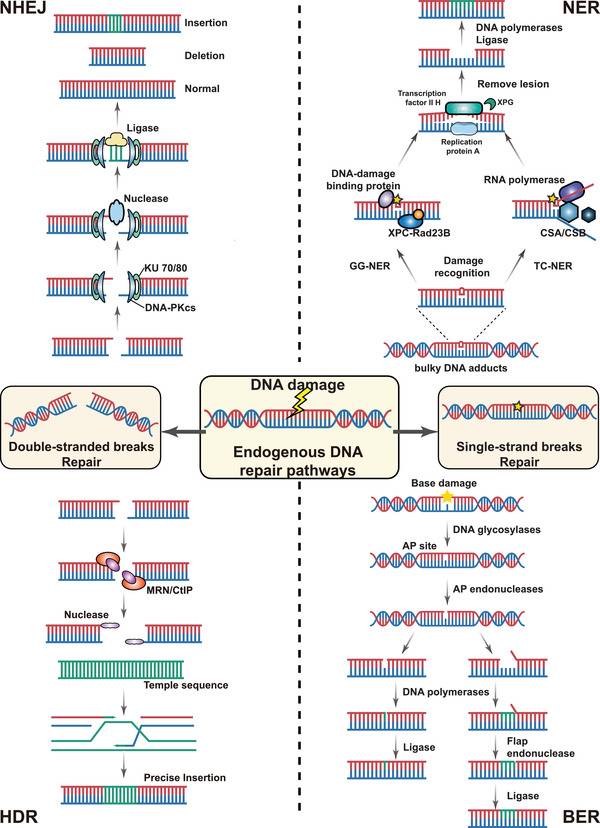 NHEJ
Insertion
Deletion
Normal
Ligase
Nuclease
KU 70/80
DNA-PKcs
NER
DNA polymerases
Ligase
Remove lesion
Transcription
factor II H
XPG
Replication
protein A
DNA-damage
binding protein
RNA polymerase
XPC-Rad23B
CSA/CSB
GG-NER
Damage
recognition
TC-NER
bulky DNA adducts
DNA damage
Endogenous DNA
repair pathways
Double-stranded breaks
Repair
Single-strand breaks
Repair
MRN/CtIP
Nuclease
Temple sequence
Precise Insertion
HDR
Base damage
DNA glycosylases
AP site
AP endonucleases
DNA polymerases
Ligase
Flap
endonuclease
Ligase
BER